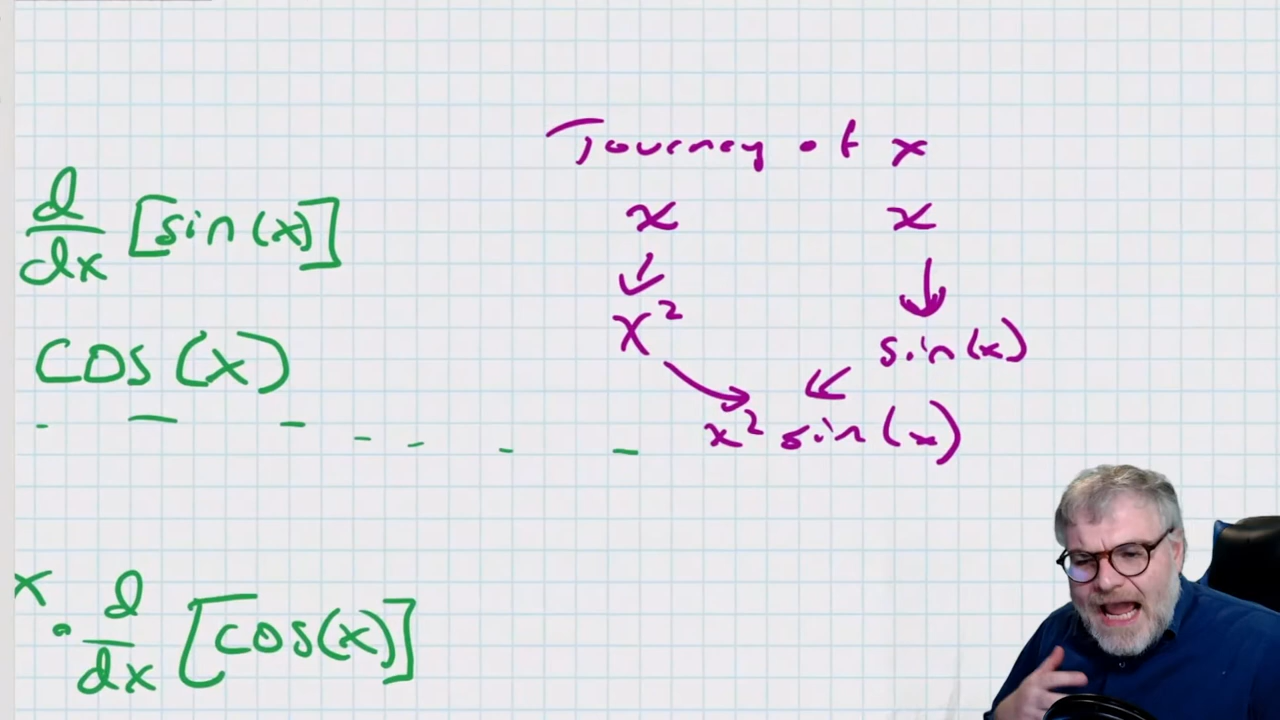 d/dx [sin(x)]
cos(x)
x · d/dx [cos(x)]
Journey of x
x x
x² sin(x)
x² sin(x)